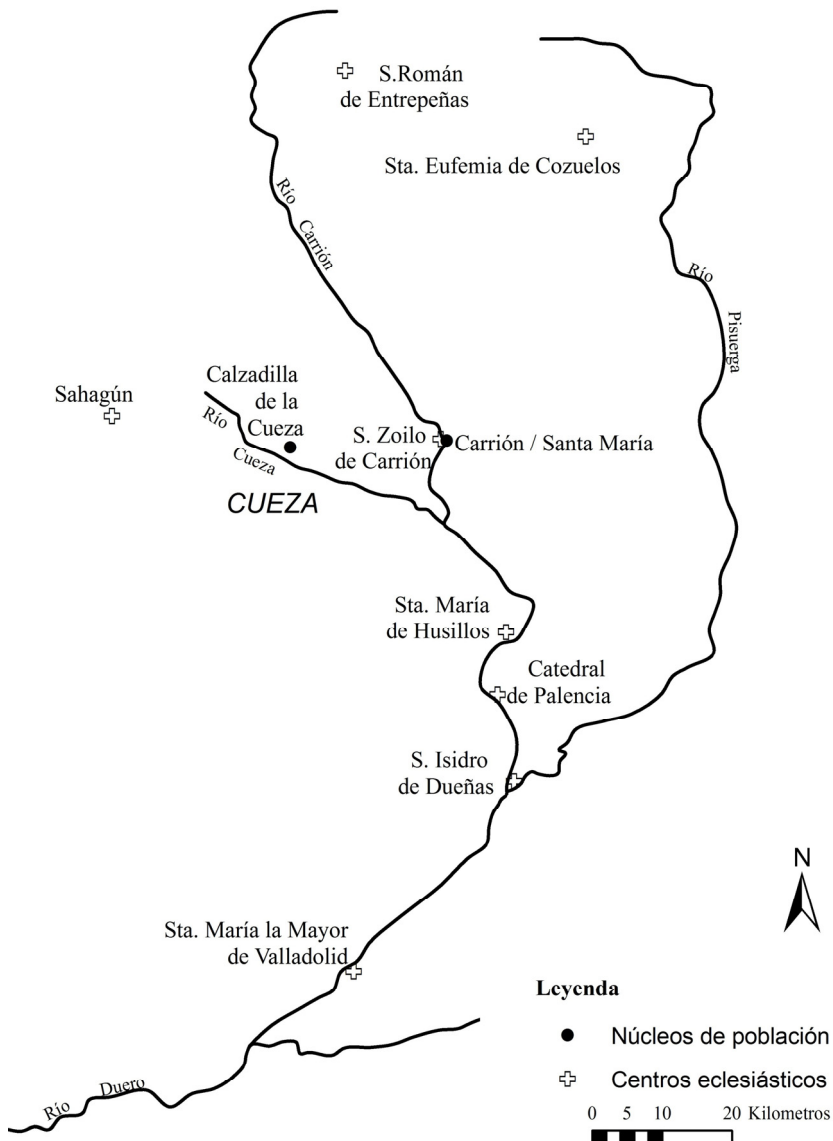 S.Román
de Entrepeñas
Sta. Eufemia de Cozuelos
Río
Carrión
Río
Pisuerga
Sahagún
Calzadilla
de la
Cueza
Río
Cueza
CUEZA
S. Zoilo
de Carrión
Carrión / Santa María
Sta. María
de Husillos
Catedral
de Palencia
S. Isidro
de Dueñas
N
Sta. María la Mayor
de Valladolid
Leyenda
Núcleos de población
Centros eclesiásticos
Río Duero
0 5 10 20 Kilometros